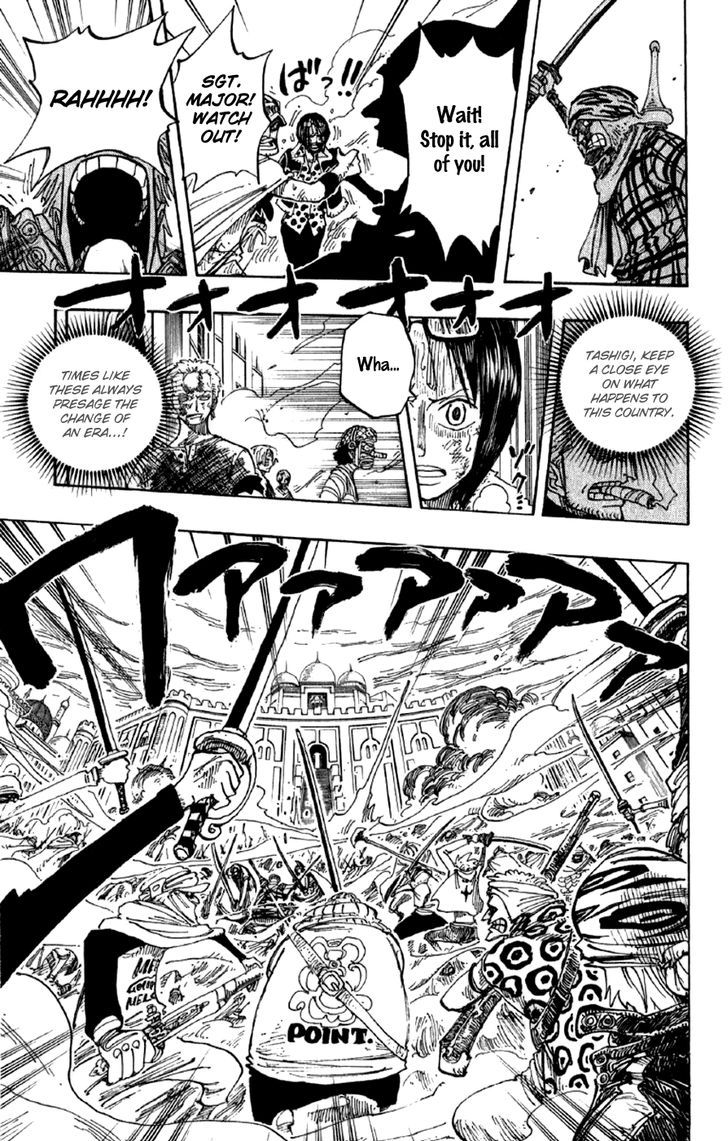 Wait!
Stop it, all
of you!
SGT.
MAJOR!
WATCH
OUT!
ばっ!!
RAHHHH!
オオオオオオ
TASHIGI, KEEP
A CLOSE EYE
ON WHAT
HAPPENS TO
THIS COUNTRY.
Wha...
TIMES LIKE
THESE ALWAYS
PRESAGE THE
CHANGE OF
AN ERA...!
ワアアアアアア
POINT.